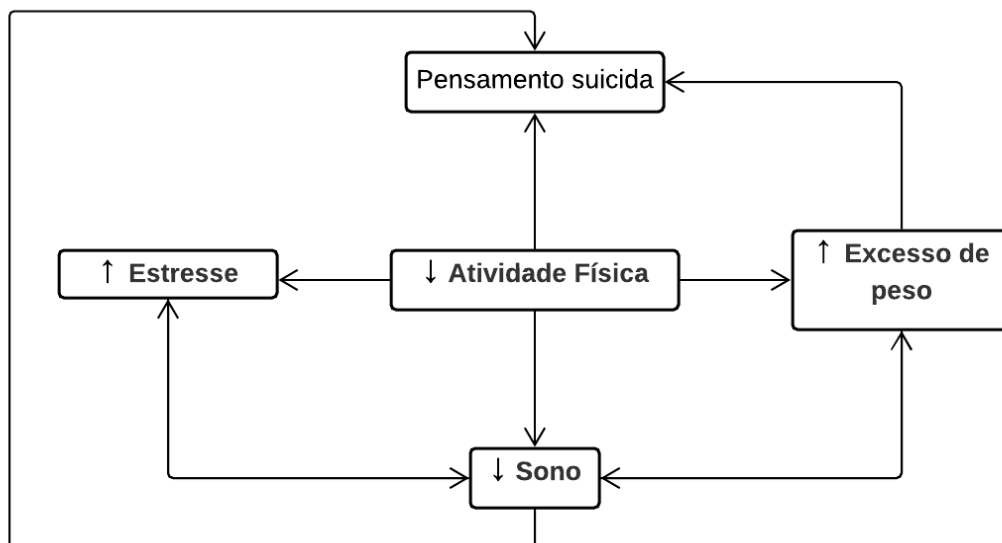 Pensamento suicida
↑ Estresse
↓ Atividade Física
↑ Excesso de
peso
↓ Sono